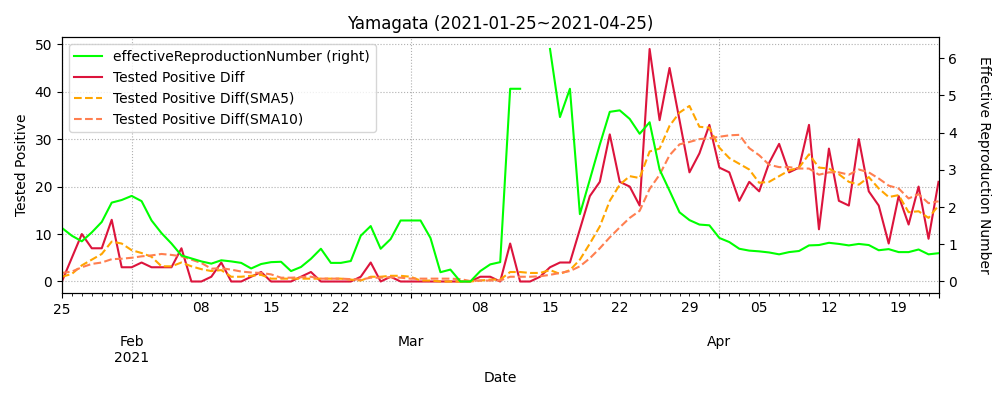 Yamagata (2021-01-25~2021-04-25)
effectiveReproductionNumber (right)
Tested Positive Diff
Tested Positive Diff(SMA5)
Tested Positive Diff(SMA10)
Tested Positive
50
40
30
20
10
0
Effective Reproduction Number
6
5
4
3
2
1
0
25 08 15 22 08 15 22 29 05 12 19
Feb Mar Apr
2021
Date